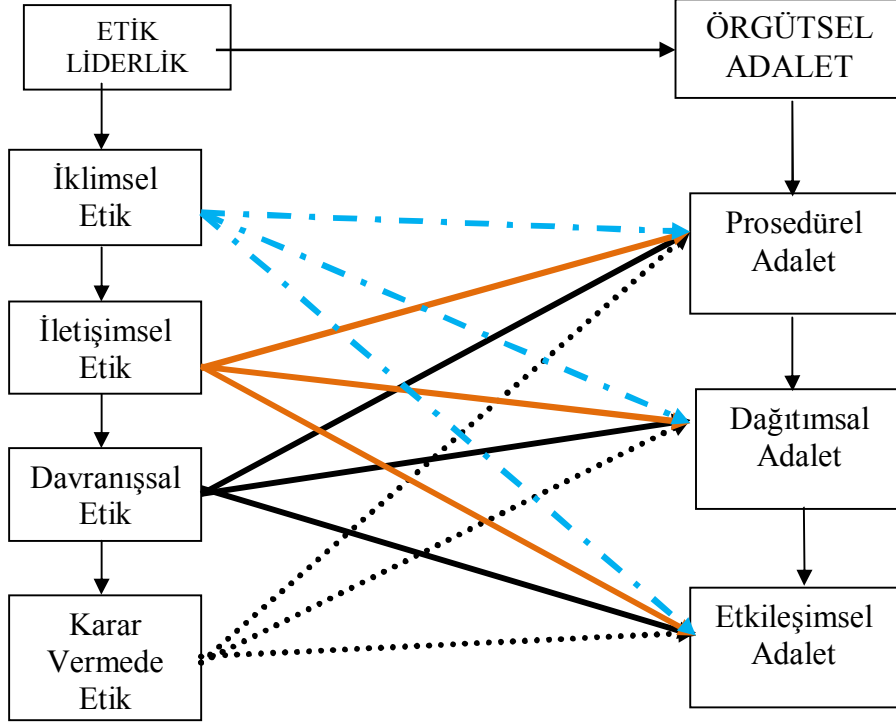 ETİK
LİDERLİK
ÖRGÜTSEL
ADALET
İklimsel
Etik
Prosedürel
Adalet
İletişimsel
Etik
Dağıtımsal
Adalet
Davranışsal
Etik
Karar
Vermede
Etik
Etkileşimsel
Adalet